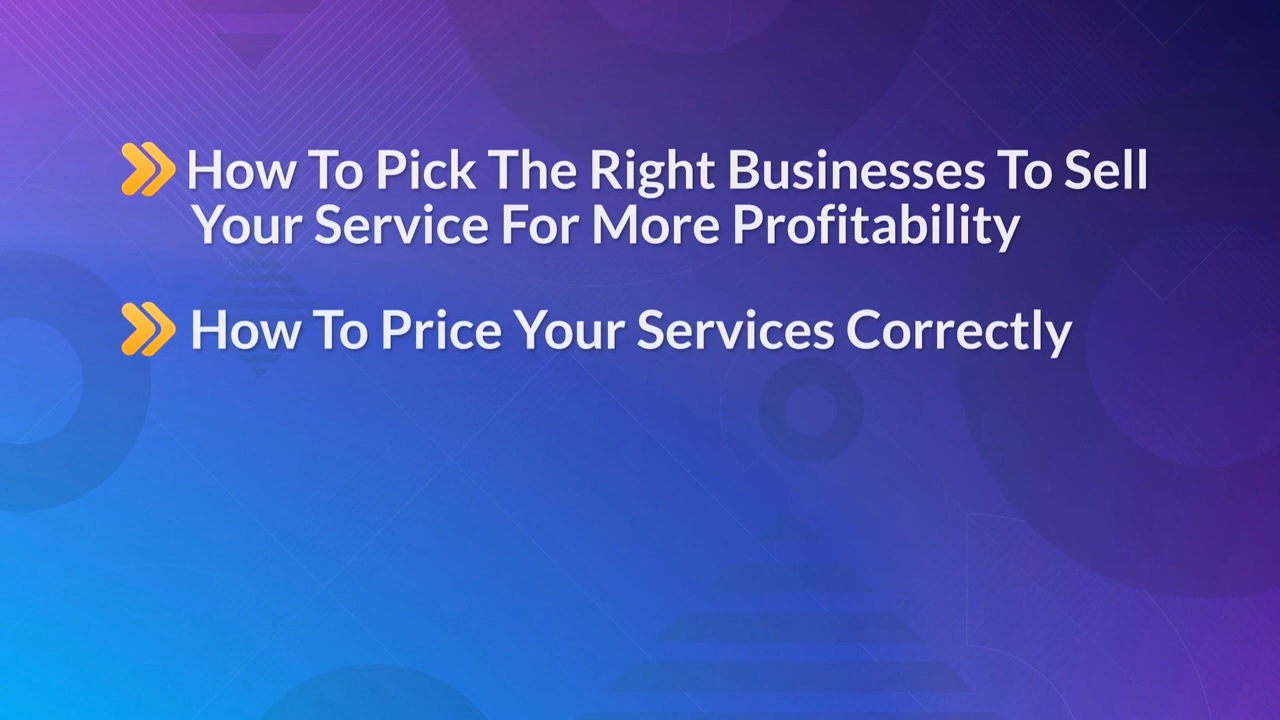 How To Pick The Right Businesses To Sell
Your Service For More Profitability
How To Price Your Services Correctly